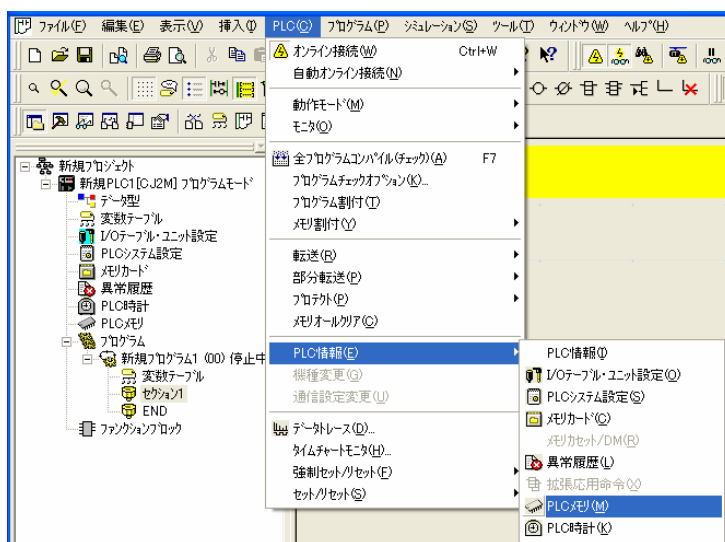 ファイル(F) 編集(E) 表示(V) 挿入(I) PLC(C) プログラム(P) シミュレーション(S) ツール(T) ウィンドウ(W) ヘルプ(H)
オンライン接続(W) Ctrl+W
自動オンライン接続(N)
動作モード(M)
モニタ(O)
全プログラムコンパイル(チェック)(A) F7
プログラムチェックオプション(K)...
プログラム割付(T)
メモリ割付(Y)
転送(R)
部分転送(P)
プロテクト(P)
メモリオールクリア(C)
PLC情報(E)
機種変更(G)
通信設定変更(U)
データトレース(D)...
タイムチャートモニタ(H)...
強制セット/リセット(F)
セット/リセット(S)
PLC情報(I)
I/Oテーブル・ユニット設定(O)
PLCシステム設定(S)
メモリカード(C)
メモリカセット/DM(R)
異常履歴(L)
拡張応用命令(X)
PLCメモリ(M)
PLC時計(K)
新規プロジェクト
新規PLC1[CJ2M] プログラムモード
データ型
変数テーブル
I/Oテーブル・ユニット設定
PLCシステム設定
メモリカード
異常履歴
PLC時計
PLCメモリ
プログラム
新規プログラム1 (00) 停止中
変数テーブル
セクション1
END
ファンクションブロック